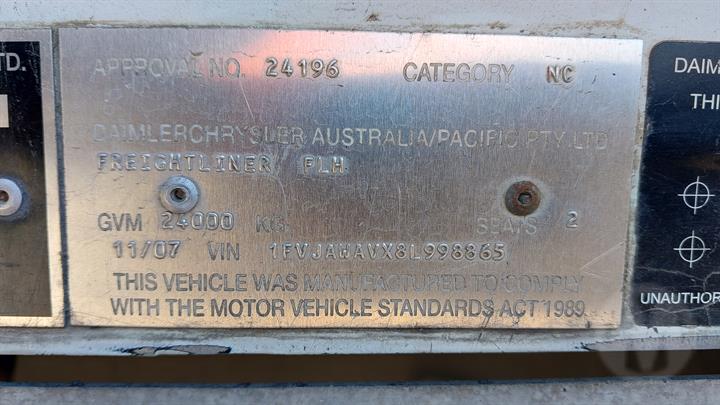 TD.
APPROVAL NO. 24196 CATEGORY NC
DAIMLERCHRYSLER AUSTRALIA/PACIFIC PTY. LTD
FREIGHTLINER FLH
GVM 24000 KG. SEATS 2
11/07 VIN 1FVJAWAVX8L998865
THIS VEHICLE WAS MANUFACTURED TO COMPLY
WITH THE MOTOR VEHICLE STANDARDS ACT 1989
DAIM
THI
UNAUTHOR